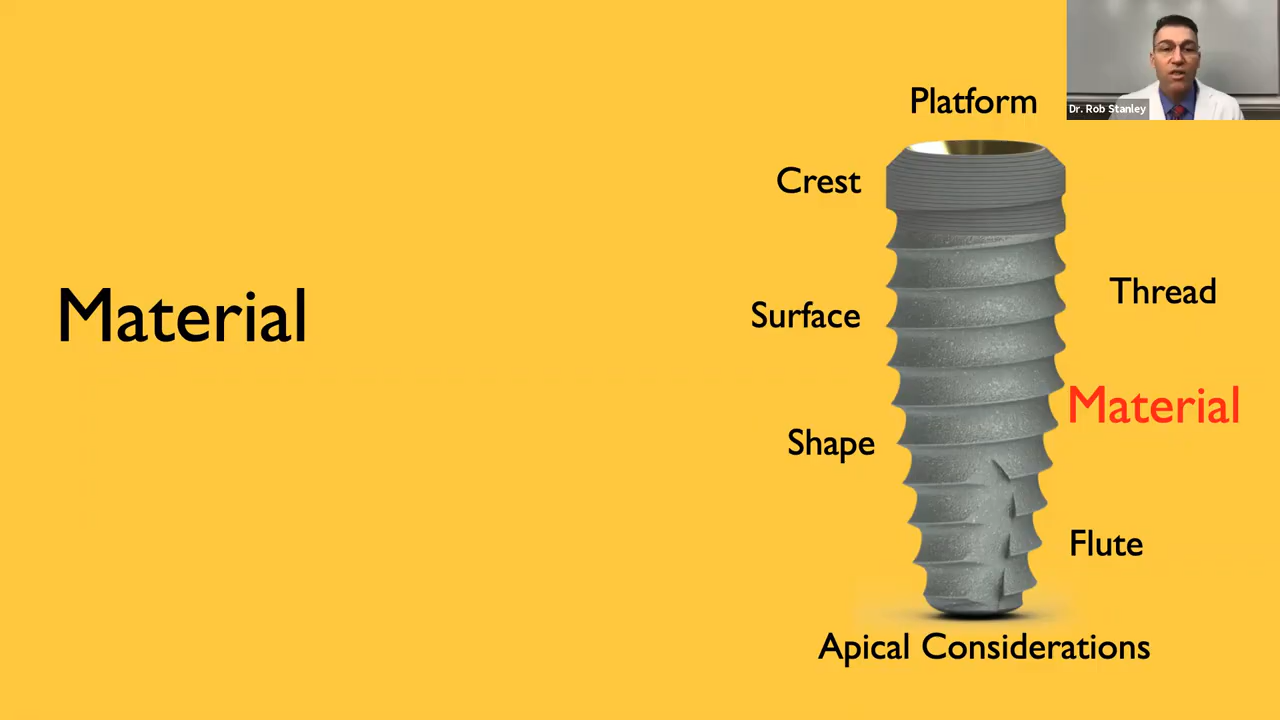 Material
Platform
Dr. Rob Stanley
Crest
Thread
Surface
Material
Shape
Flute
Apical Considerations